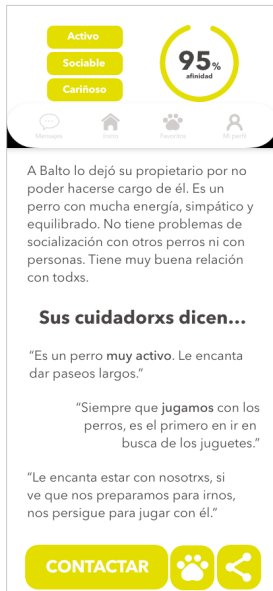 Activo
Sociable
Cariñoso
95%
afinidad
Mensajes
Inicio
Favoritos
Mi perfil
A Balto lo dejó su propietario por no
poder hacerse cargo de él. Es un
perro con mucha energía, simpático y
equilibrado. No tiene problemas de
socialización con otros perros ni con
personas. Tiene muy buena relación
con todxs.
Sus cuidadorxs dicen...
“Es un perro muy activo. Le encanta
dar paseos largos.”
“Siempre que jugamos con los
perros, es el primero en ir en
busca de los juguetes.”
“Le encanta estar con nosotrxs, si
ve que nos preparamos para irnos,
nos persigue para jugar con él.”
CONTACTAR